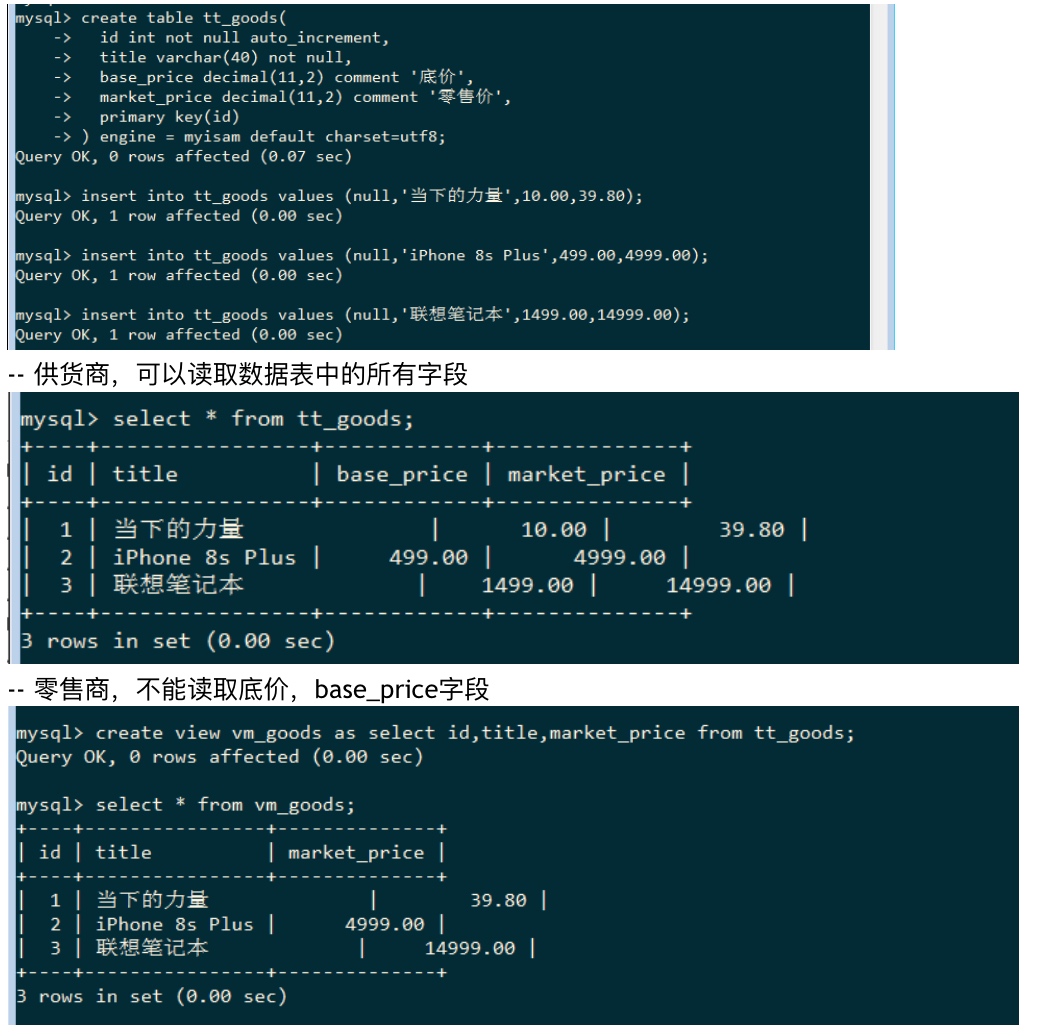 mysql> create table tt_goods(
    ->   id int not null auto_increment,
    ->   title varchar(40) not null,
    ->   base_price decimal(11,2) comment '底价',
    ->   market_price decimal(11,2) comment '零售价',
    ->   primary key(id)
    -> ) engine = myisam default charset=utf8;
Query OK, 0 rows affected (0.07 sec)
mysql> insert into tt_goods values (null,'当下的力量',10.00,39.80);
Query OK, 1 row affected (0.00 sec)
mysql> insert into tt_goods values (null,'iPhone 8s Plus',499.00,4999.00);
Query OK, 1 row affected (0.00 sec)
mysql> insert into tt_goods values (null,'联想笔记本',1499.00,14999.00);
Query OK, 1 row affected (0.00 sec)
-- 供货商，可以读取数据表中的所有字段
mysql> select * from tt_goods;
+----+----------------+------------+--------------+
| id | title          | base_price | market_price |
+----+----------------+------------+--------------+
|  1 | 当下的力量              |      10.00 |        39.80 |
|  2 | iPhone 8s Plus |     499.00 |      4999.00 |
|  3 | 联想笔记本             |    1499.00 |     14999.00 |
+----+----------------+------------+--------------+
3 rows in set (0.00 sec)
-- 零售商，不能读取底价，base_price字段
mysql> create view vm_goods as select id,title,market_price from tt_goods;
Query OK, 0 rows affected (0.00 sec)
mysql> select * from vm_goods;
+----+----------------+--------------+
| id | title          | market_price |
+----+----------------+--------------+
|  1 | 当下的力量              |        39.80 |
|  2 | iPhone 8s Plus |      4999.00 |
|  3 | 联想笔记本             |     14999.00 |
+----+----------------+--------------+
3 rows in set (0.00 sec)